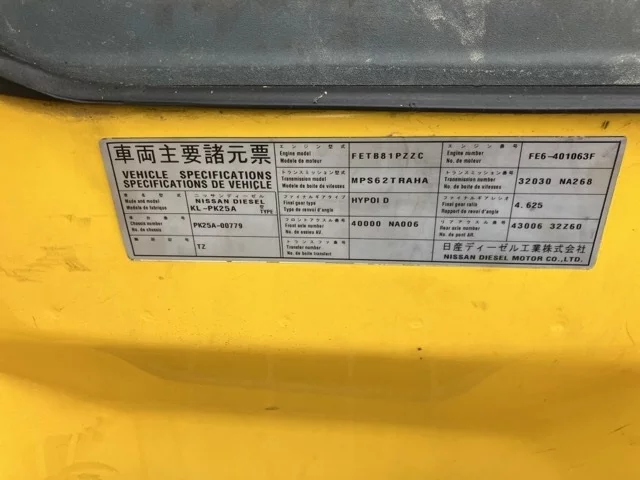 車両主要諸元票
VEHICLE SPECIFICATIONS
SPECIFICATIONS DE VEHICLE
Make and model
Modele de fabrique
ニッサンディーゼル
NISSAN DIESEL
KL-PK25A
型式
TYPE
車台番号
Chassis number
No. de chassis
PK25A-00779
類別
TZ
エンジン型式
Engine model
Modele de moteur
FETB81PZZC
トランスミッション型式
Transmission model
Modele de boite de vitesses
MPS62TRAHA
ファイナルギアタイプ
Final gear type
Type de renvoi d'angle
HYPOID
フロントアクスル番号
Front axle number
No. de essieu AV.
40000 NA006
トランスファ番号
Transfer number
No. de boite transfert
エンジン番号
Engine number
No. de moteur
FE6-401063F
トランスミッション番号
Transmission number
No. de boite de vitesses
32030 NA268
ファイナルギアレシオ
Final gear ratio
Rapport de renvoi d'angle
4.625
リアアクスル番号
Rear axle number
No. de pont AR.
43006 32Z60
日産ディーゼル工業株式会社
NISSAN DIESEL MOTOR CO.,LTD.